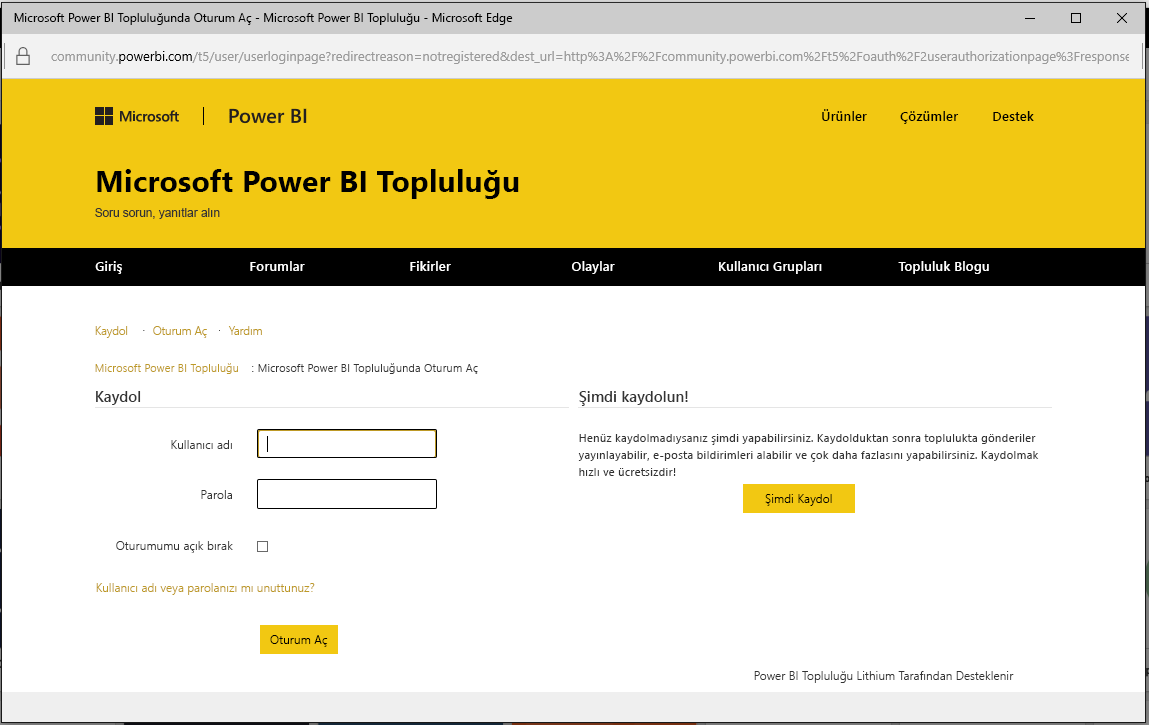 Microsoft Power BI Topluluğunda Oturum Aç - Microsoft Power BI Topluluğu - Microsoft Edge
community.powerbi.com/t5/user/userloginpage?redirectreason=notregistered&dest_url=http%3A%2F%2Fcommunity.powerbi.com%2Ft5%2Foauth%2F2userauthorizationpage%3Fresponse
Microsoft Power BI Ürünler Çözümler Destek
Microsoft Power BI Topluluğu
Soru sorun, yanıtlar alın
Giriş Forumlar Fikirler Olaylar Kullanıcı Grupları Topluluk Blogu
Kaydol · Oturum Aç · Yardım
Microsoft Power BI Topluluğu : Microsoft Power BI Topluluğunda Oturum Aç
Kaydol
Kullanıcı adı
Parola
Oturumumu açık bırak
Kullanıcı adı veya parolanızı mı unuttunuz?
Oturum Aç
Şimdi kaydolun!
Henüz kaydolmadıysanız şimdi yapabilirsiniz. Kaydolduktan sonra toplulukta gönderiler
yayınlayabilir, e-posta bildirimleri alabilir ve çok daha fazlasını yapabilirsiniz. Kaydolmak
hızlı ve ücretsizdir!
Şimdi Kaydol
Power BI Topluluğu Lithium Tarafından Desteklenir